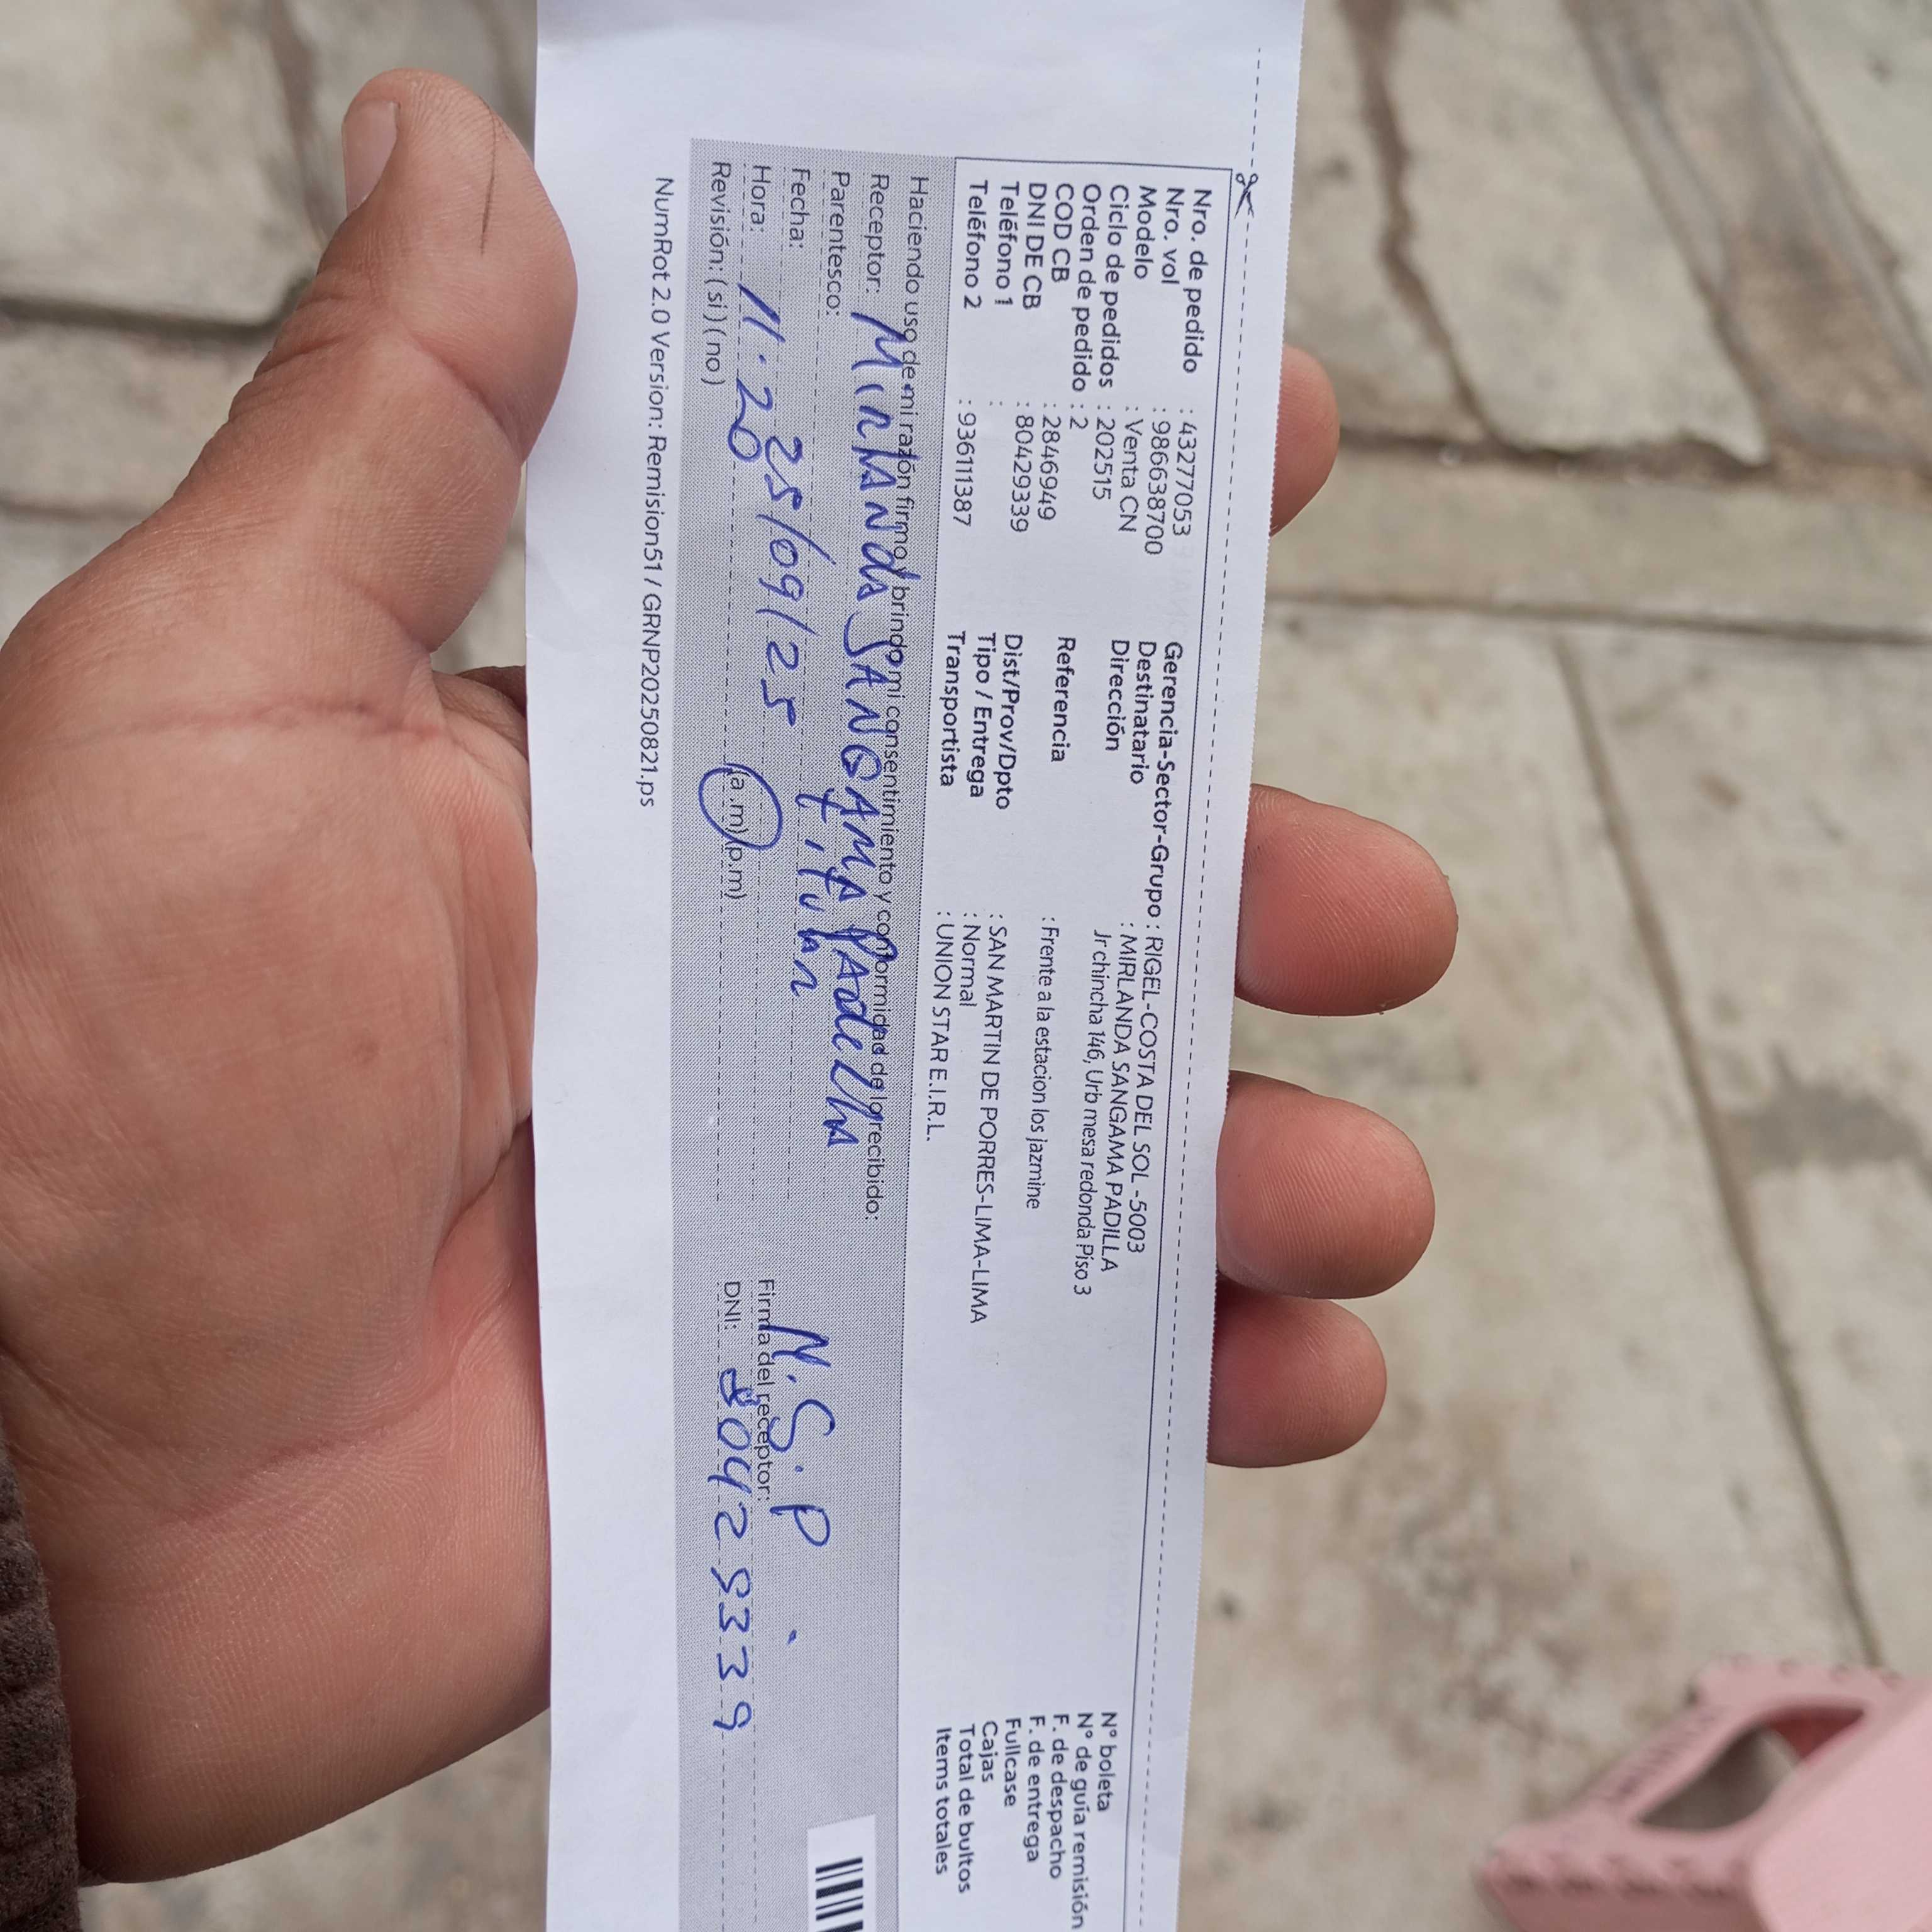 Nro. de pedido : 43277053
Nro. vol : 986638700
Modelo : Venta CN
Ciclo de pedidos : 202515
Orden de pedido : 2
COD CB : 2846949
DNI DE CB : 80429339
Teléfono 1 :
Teléfono 2 : 936111387
Gerencia-Sector-Grupo : RIGEL-COSTA DEL SOL -5003
Destinatario : MIRLANDA SANGAMA PADILLA
Dirección Jr chincha 146, Urb mesa redonda Piso 3
Referencia : Frente a la estacion los jazmine
Dist/Prov/Dpto : SAN MARTIN DE PORRES-LIMA-LIMA
Tipo / Entrega : Normal
Transportista : UNION STAR E.I.R.L.
N° boleta
N° de guía remisión
F. de despacho
F. de entrega
Fullcase
Cajas
Total de bultos
Items totales
Haciendo uso de mi razón firmo y brindo mi consentimiento y conformidad de lo recibido:
Receptor: MirlANdA SANGAMA PAdella
Parentesco: titular
Fecha: 25/09/25
Hora: 11:20 (a.m) (p.m)
Revisión: ( si ) ( no )
M.S.P.
Firma del receptor:
DNI: 80429339
NumRot 2.0 Version: Remision51 / GRNP20250821.ps